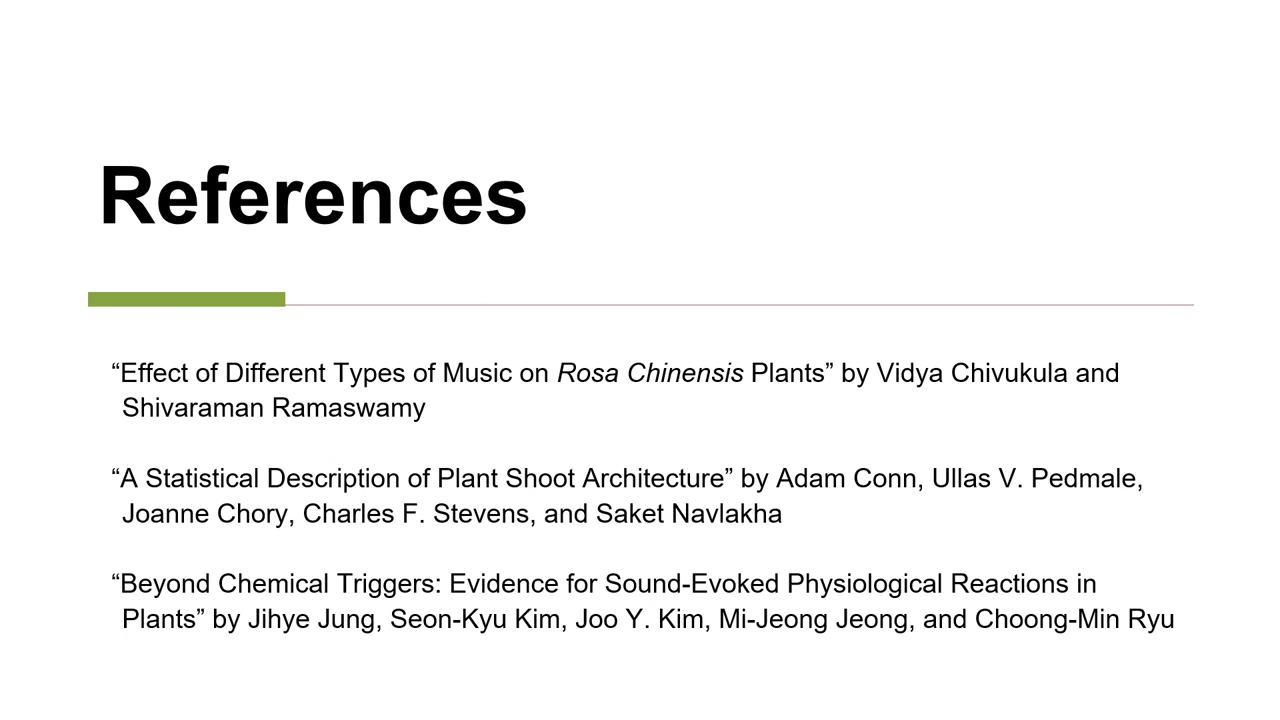 References
“Effect of Different Types of Music on Rosa Chinensis Plants” by Vidya Chivukula and
Shivaraman Ramaswamy
“A Statistical Description of Plant Shoot Architecture” by Adam Conn, Ullas V. Pedmale,
Joanne Chory, Charles F. Stevens, and Saket Navlakha
“Beyond Chemical Triggers: Evidence for Sound-Evoked Physiological Reactions in
Plants” by Jihye Jung, Seon-Kyu Kim, Joo Y. Kim, Mi-Jeong Jeong, and Choong-Min Ryu